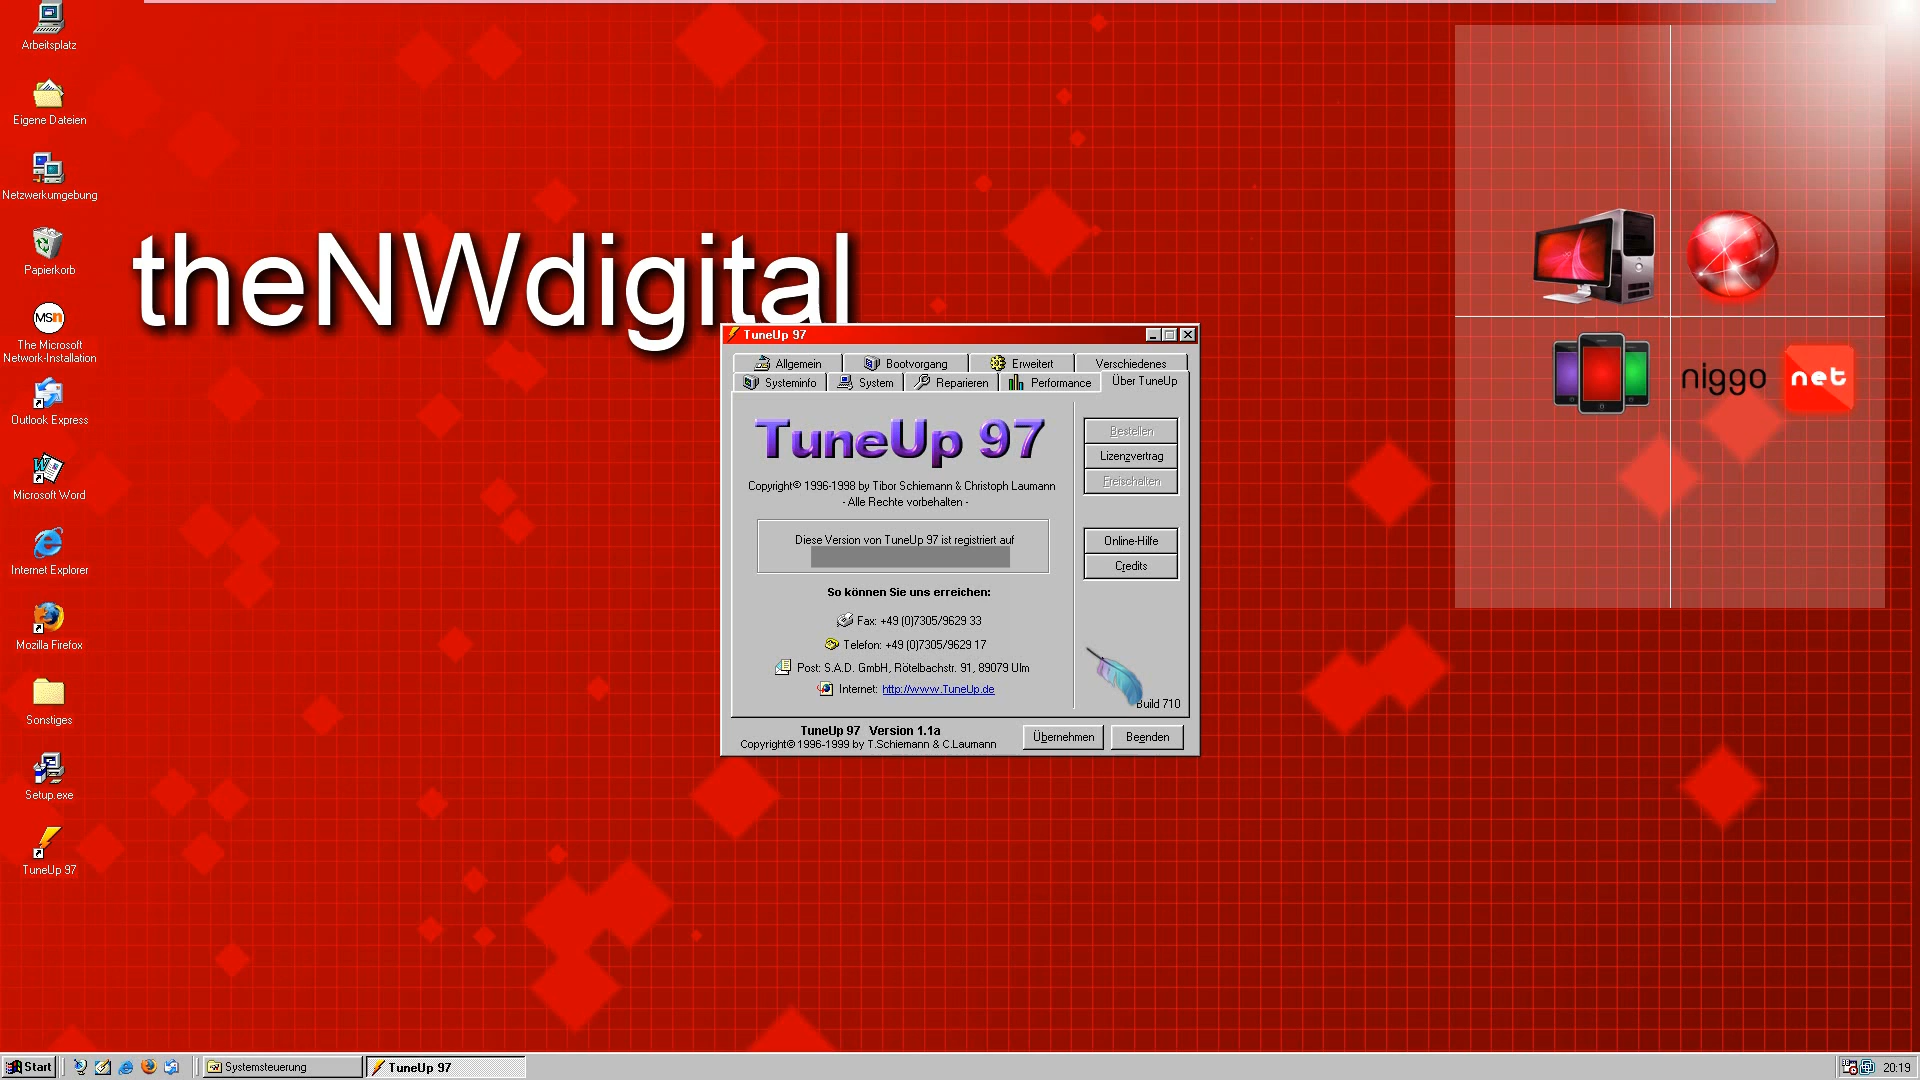 Arbeitsplatz
Eigene Dateien
Netzwerkumgebung
Papierkorb
msn
The Microsoft
Network-Installation
Outlook Express
Microsoft Word
Internet Explorer
Mozilla Firefox
Sonstiges
Setup.exe
TuneUp 97
theNWdigital
niggo
net
TuneUp 97
Allgemein
Bootvorgang
Erweitert
Verschiedenes
Systeminfo
System
Reparieren
Performance
Über TuneUp
TuneUp 97
Copyright© 1996-1998 by Tibor Schiemann & Christoph Laumann
- Alle Rechte vorbehalten -
Diese Version von TuneUp 97 ist registriert auf
So können Sie uns erreichen:
Fax: +49 (0)7305/9629 33
Telefon: +49 (0)7305/9629 17
Post: S.A.D. GmbH, Rötelbachstr. 91, 89079 Ulm
Internet: http://www.TuneUp.de
Bestellen
Lizenzvertrag
Freischalten
Online-Hilfe
Credits
Build 710
TuneUp 97 Version 1.1a
Copyright© 1996-1999 by T.Schiemann & C.Laumann
Übernehmen
Beenden
Start
Systemsteuerung
TuneUp 97
20:19